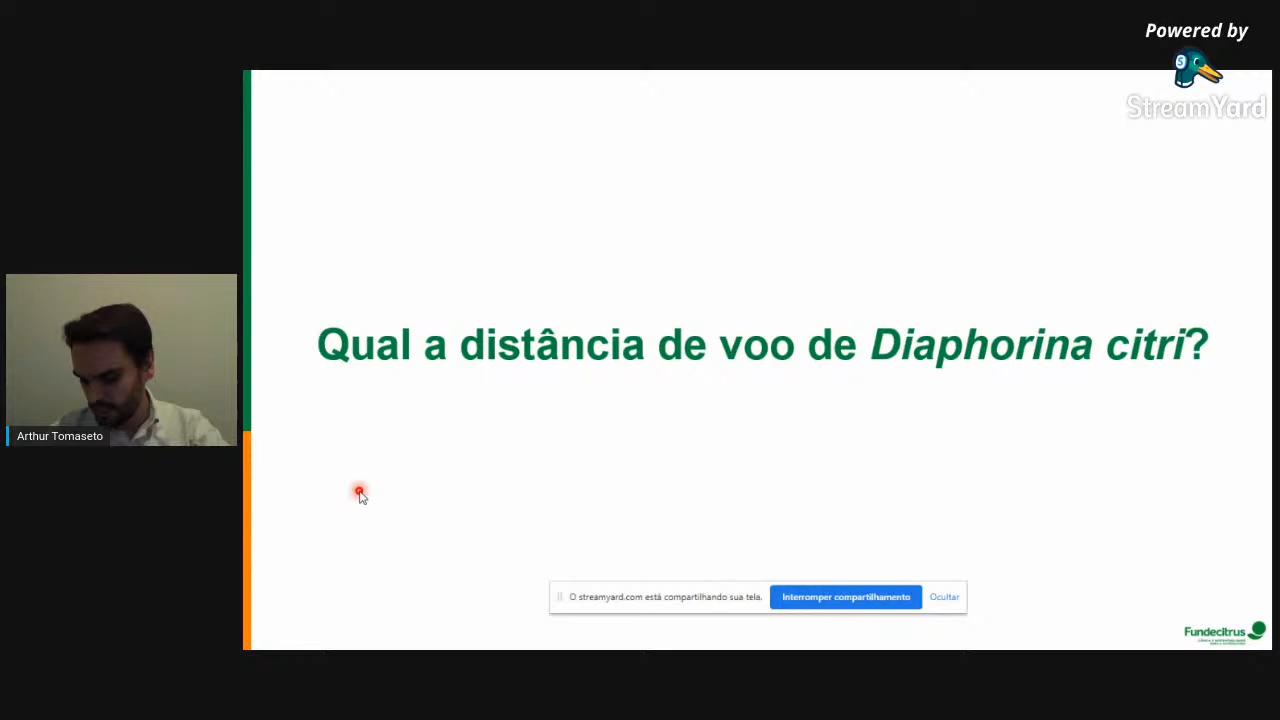 Powered by
StreamYard
Qual a distância de voo de Diaphorina citri?
Arthur Tomaseto
O streamyard.com está compartilhando sua tela.
Interromper compartilhamento
Ocultar
Fundecitrus